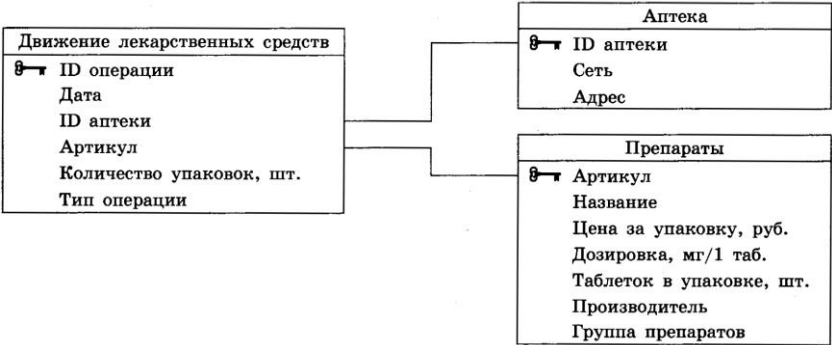 Движение лекарственных средств
ID операции
Дата
ID аптеки
Артикул
Количество упаковок, шт.
Тип операции
Аптека
ID аптеки
Сеть
Адрес
Препараты
Артикул
Название
Цена за упаковку, руб.
Дозировка, мг/1 таб.
Таблеток в упаковке, шт.
Производитель
Группа препаратов